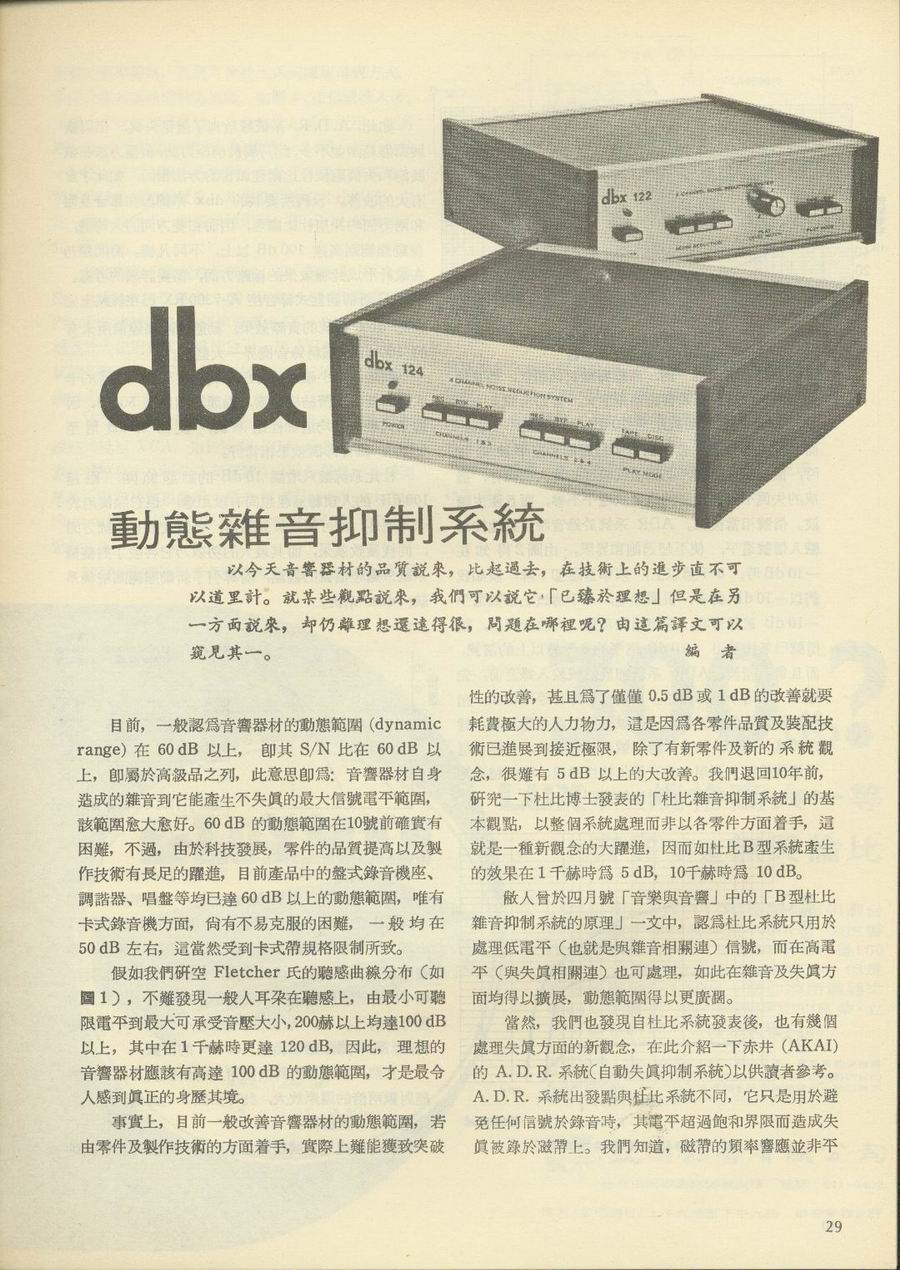 dbx 122
dbx
dbx 124
4 CHANNEL NOISE REDUCTION SYSTEM
REC BYP PLAY
REC BYP PLAY
TAPE DISC
POWER
CHANNELS 1 & 3
CHANNELS 2 & 4
PLAY MODE
動態雜音抑制系統
以今天音響器材的品質說來，比起過去，在技術上的進步直不可
以道里計。就某些觀點說來，我們可以說它，「已臻於理想」但是在另
一方面說來，却仍離理想還遠得很，問題在哪裡呢？由這篇譯文可以
窺見其一。 編 者
目前，一般認爲音響器材的動態範圍 (dynamic
range) 在 60 dB 以上， 卽其 S/N 比在 60 dB 以
上，卽屬於高級品之列，此意思卽爲：音響器材自身
造成的雜音到它能產生不失眞的最大信號電平範圍，
該範圍愈大愈好。60 dB 的動態範圍在10號前確實有
困難，不過，由於科技發展，零件的品質提高以及製
作技術有長足的躍進，目前產品中的盤式錄音機座、
調諧器、唱盤等均已達 60 dB 以上的動態範圍，唯有
卡式錄音機方面，尙有不易克服的困難， 一 般 均 在
50 dB 左右，這當然受到卡式帶規格限制所致。
假如我們研空 Fletcher 氏的聽感曲線分布（如
圖 1 ），不難發現一般人耳朶在聽感上，由最小可聽
限電平到最大可承受音壓大小，200赫以上均達100 dB
以上，其中在 1 千赫時更達 120 dB，因此， 理想的
音響器材應該有高達 100 dB 的動態範圍，才是最令
人感到眞正的身歷其境。
事實上，目前一般改善音響器材的動態範圍，若
由零件及製作技術的方面着手，實際上難能獲致突破
性的改善，甚且爲了僅僅 0.5 dB 或 1 dB 的改善就要
耗費極大的人力物力，這是因爲各零件品質及裝配技
術已進展到接近極限，除了有新零件及新的 系 統 觀
念，很難有 5 dB 以上的大改善。我們退回10年前，
研究一下杜比博士發表的「杜比雜音抑制系統」的基
本觀點，以整個系統處理而非以各零件方面着手，這
就是一種新觀念的大躍進，因而如杜比B型系統產生
的效果在 1 千赫時爲 5 dB，10千赫時爲 10 dB。
敝人曾於四月號「音樂與音響」中的「B型杜比
雜音抑制系統的原理」一文中，認爲杜比系統只用於
處理低電平（也就是與雜音相關連）信號，而在高電
平（與失眞相關連）也可處理，如此在雜音及失眞方
面均得以擴展，動態範圍得以更廣闊。
當然，我們也發現自杜比系統發表後，也有幾個
處理失眞方面的新觀念，在此介紹一下赤井 (AKAI)
的 A. D. R. 系統（自動失眞抑制系統）以供讀者參考。
A. D. R. 系統出發點與杜比系統不同，它只是用於避
免任何信號於錄音時，其電平超過飽和界限而造成失
眞被錄於磁帶上。我們知道，磁帶的頻率響應並非平
29